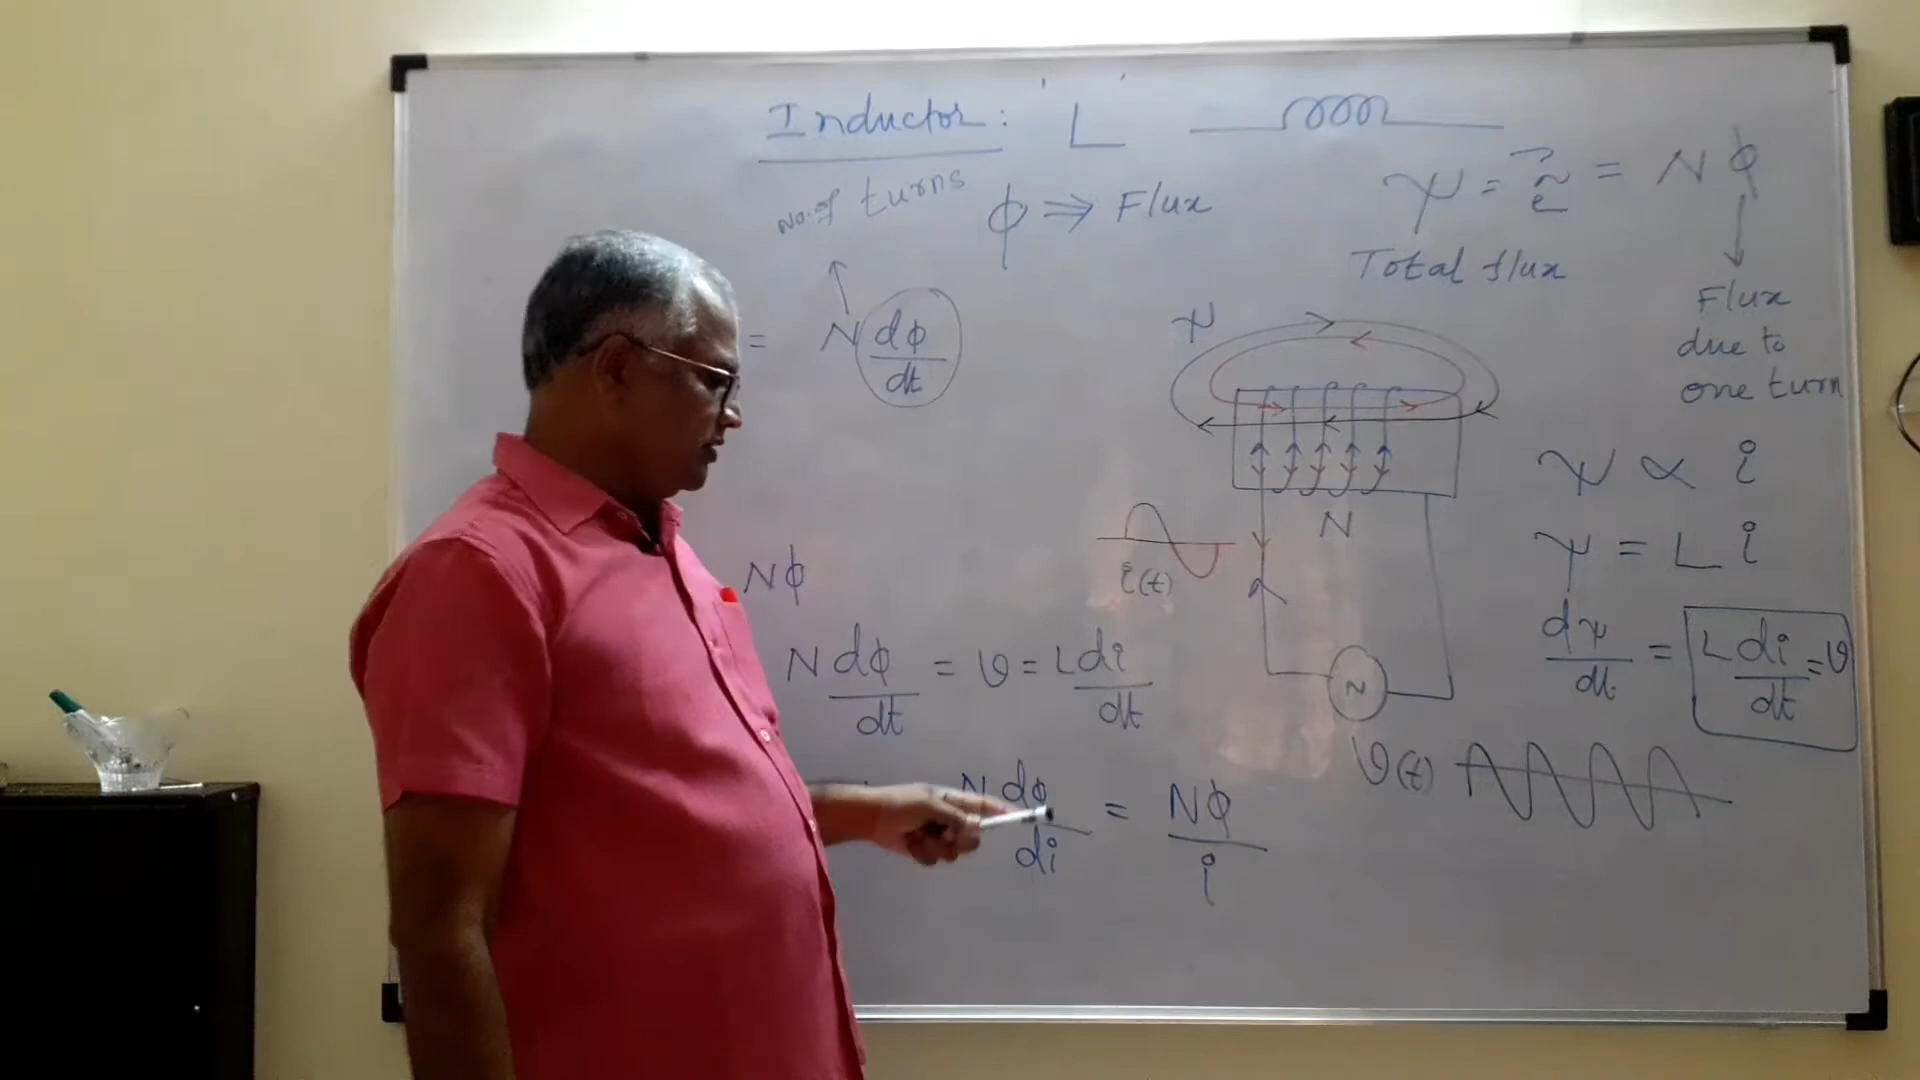 Inductor: 'L'
No. of turns
ϕ ⇒ Flux
ψ = = Nϕ
Total flux
Flux
due to
one turn
= N dϕ/dt
ψ
N
i(t)
ψ ∝ i
ψ = L i
dψ/dt = L di/dt = v
Nϕ
N dϕ/dt = v = L di/dt
~
v(t)
N dϕ/di = Nϕ/i